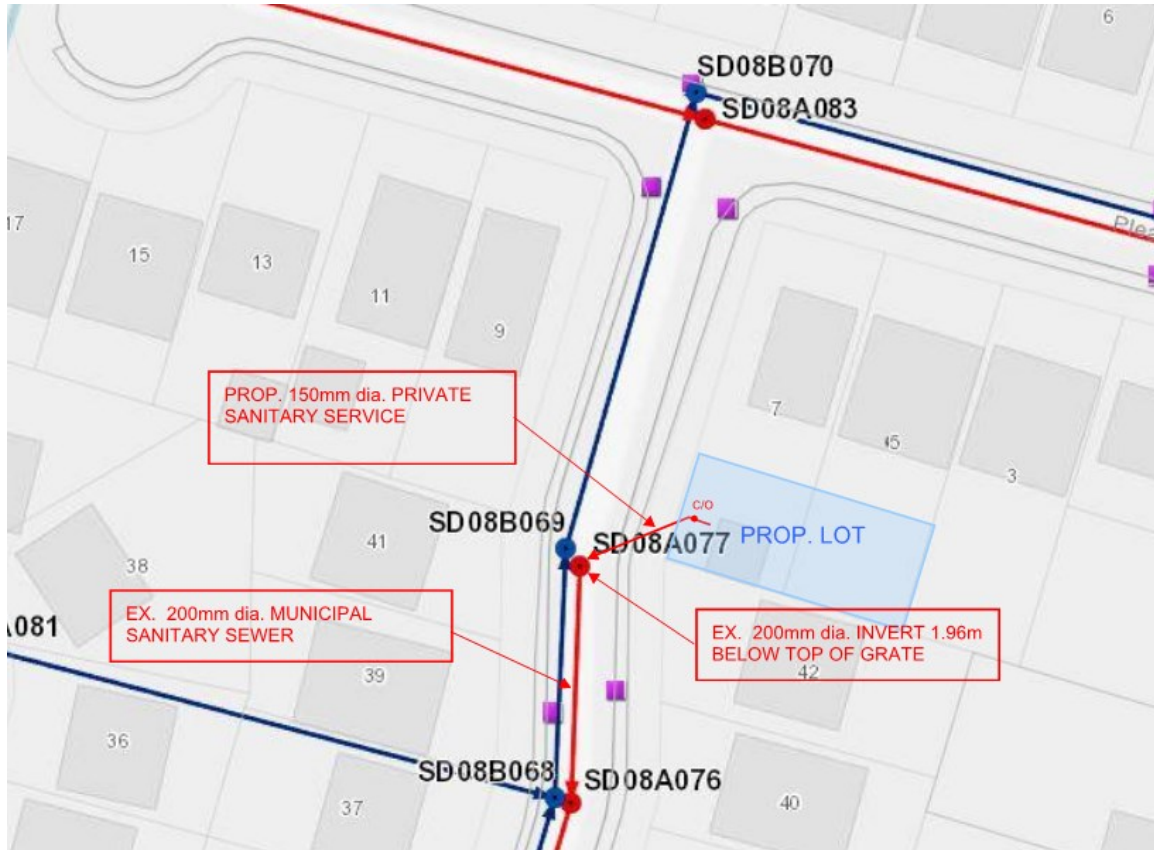 6
SD08B070
SD08A083
17
15
13
11
9
PROP. 150mm dia. PRIVATE
SANITARY SERVICE
7
5
3
C/O
PROP. LOT
SD08B069
SD08A077
41
38
EX. 200mm dia. MUNICIPAL
SANITARY SEWER
EX. 200mm dia. INVERT 1.96m
BELOW TOP OF GRATE
42
39
36
SD08B068
SD08A076
37
40